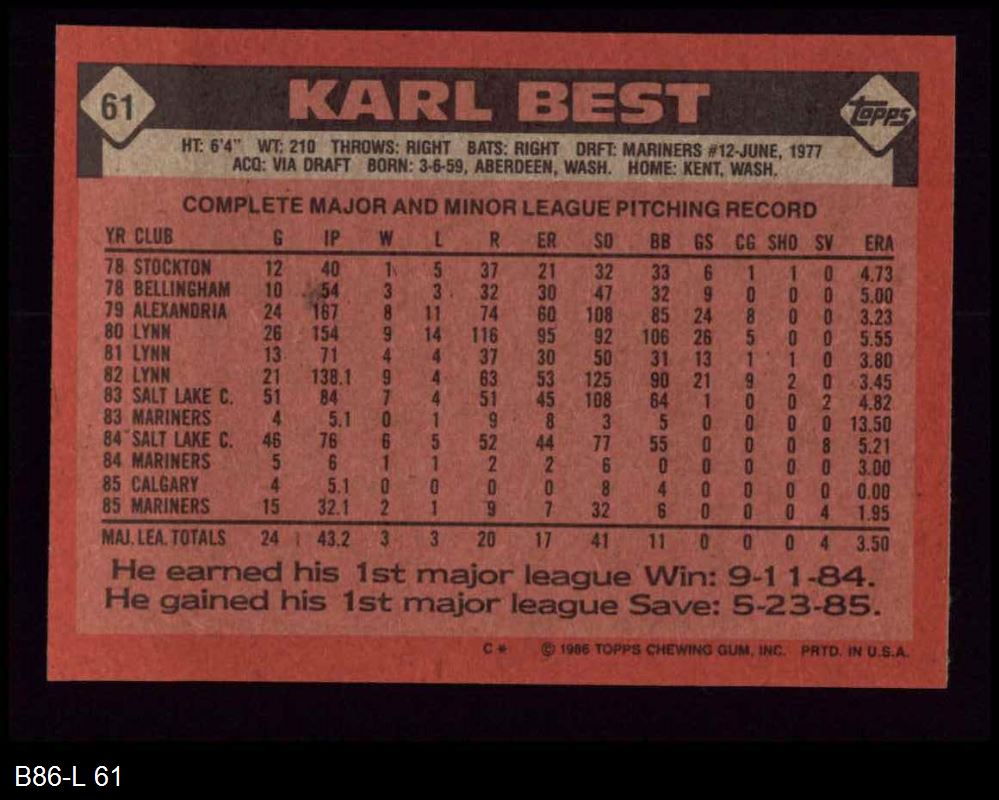 61 KARL BEST topps
HT: 6'4" WT: 210 THROWS: RIGHT BATS: RIGHT DRFT: MARINERS #12-JUNE, 1977
ACQ: VIA DRAFT BORN: 3-6-59, ABERDEEN, WASH. HOME: KENT, WASH.
COMPLETE MAJOR AND MINOR LEAGUE PITCHING RECORD
YR CLUB G IP W L R ER SO BB GS CG SHO SV ERA
78 STOCKTON 12 40 1 5 37 21 32 33 6 1 1 0 4.73
78 BELLINGHAM 10 54 3 3 32 30 47 32 9 0 0 0 5.00
79 ALEXANDRIA 24 167 8 11 74 60 108 85 24 8 0 0 3.23
80 LYNN 26 154 9 14 116 95 92 106 26 5 0 0 5.55
81 LYNN 13 71 4 4 37 30 50 31 13 1 1 0 3.80
82 LYNN 21 138.1 9 4 63 53 125 90 21 9 2 0 3.45
83 SALT LAKE C. 51 84 7 4 51 45 108 64 1 0 0 2 4.82
83 MARINERS 4 5.1 0 1 9 8 3 5 0 0 0 0 13.50
84 SALT LAKE C. 46 76 6 5 52 44 77 55 0 0 0 8 5.21
84 MARINERS 5 6 1 1 2 2 6 0 0 0 0 0 3.00
85 CALGARY 4 5.1 0 0 0 0 8 4 0 0 0 0 0.00
85 MARINERS 15 32.1 2 1 9 7 32 6 0 0 0 4 1.95
MAJ. LEA. TOTALS 24 43.2 3 3 20 17 41 11 0 0 0 4 3.50
He earned his 1st major league Win: 9-11-84.
He gained his 1st major league Save: 5-23-85.
C* © 1986 TOPPS CHEWING GUM, INC. PRTD. IN U.S.A.
B86-L 61